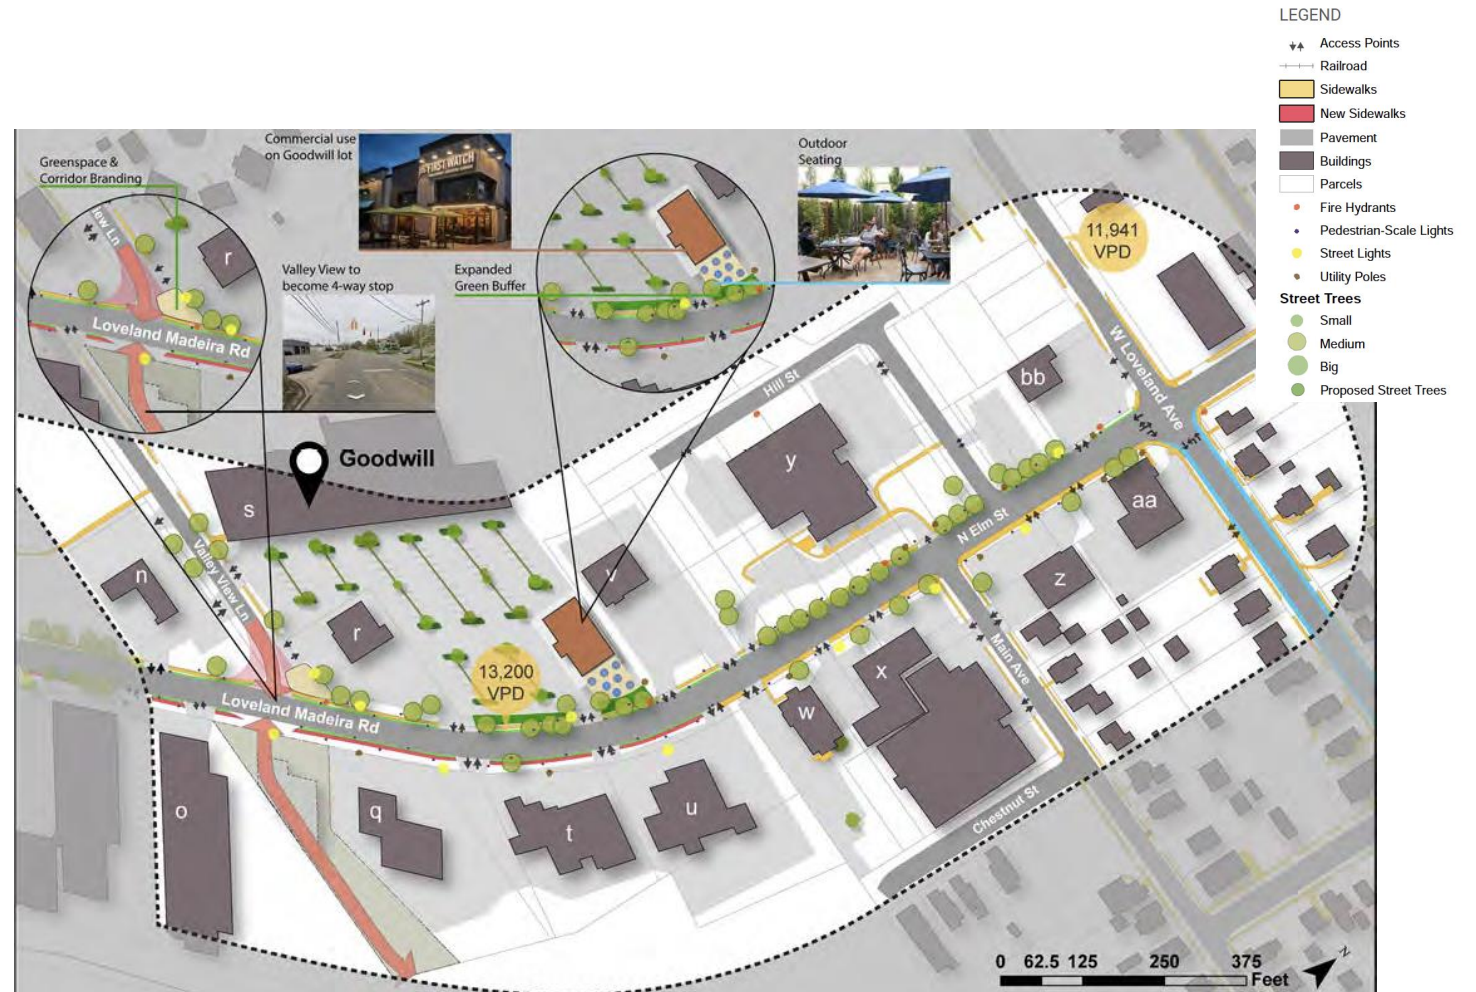 LEGEND
Access Points
Railroad
Sidewalks
New Sidewalks
Pavement
Buildings
Parcels
Fire Hydrants
Pedestrian-Scale Lights
Street Lights
Utility Poles
Street Trees
Small
Medium
Big
Proposed Street Trees
Greenspace &
Corridor Branding
Commercial use
on Goodwill lot
FIRST WATCH
Outdoor
Seating
Valley View to
become 4-way stop
Expanded
Green Buffer
iew Ln
r
Loveland Madeira Rd
11,941
VPD
W Loveland Ave
Hill St
bb
y
Goodwill
s
aa
N Elm St
n
Valley View Ln
v
z
r
Main Ave
13,200
VPD
x
Loveland Madeira Rd
w
o
q
t
u
Chestnut St
0 62.5 125 250 375
Feet
N